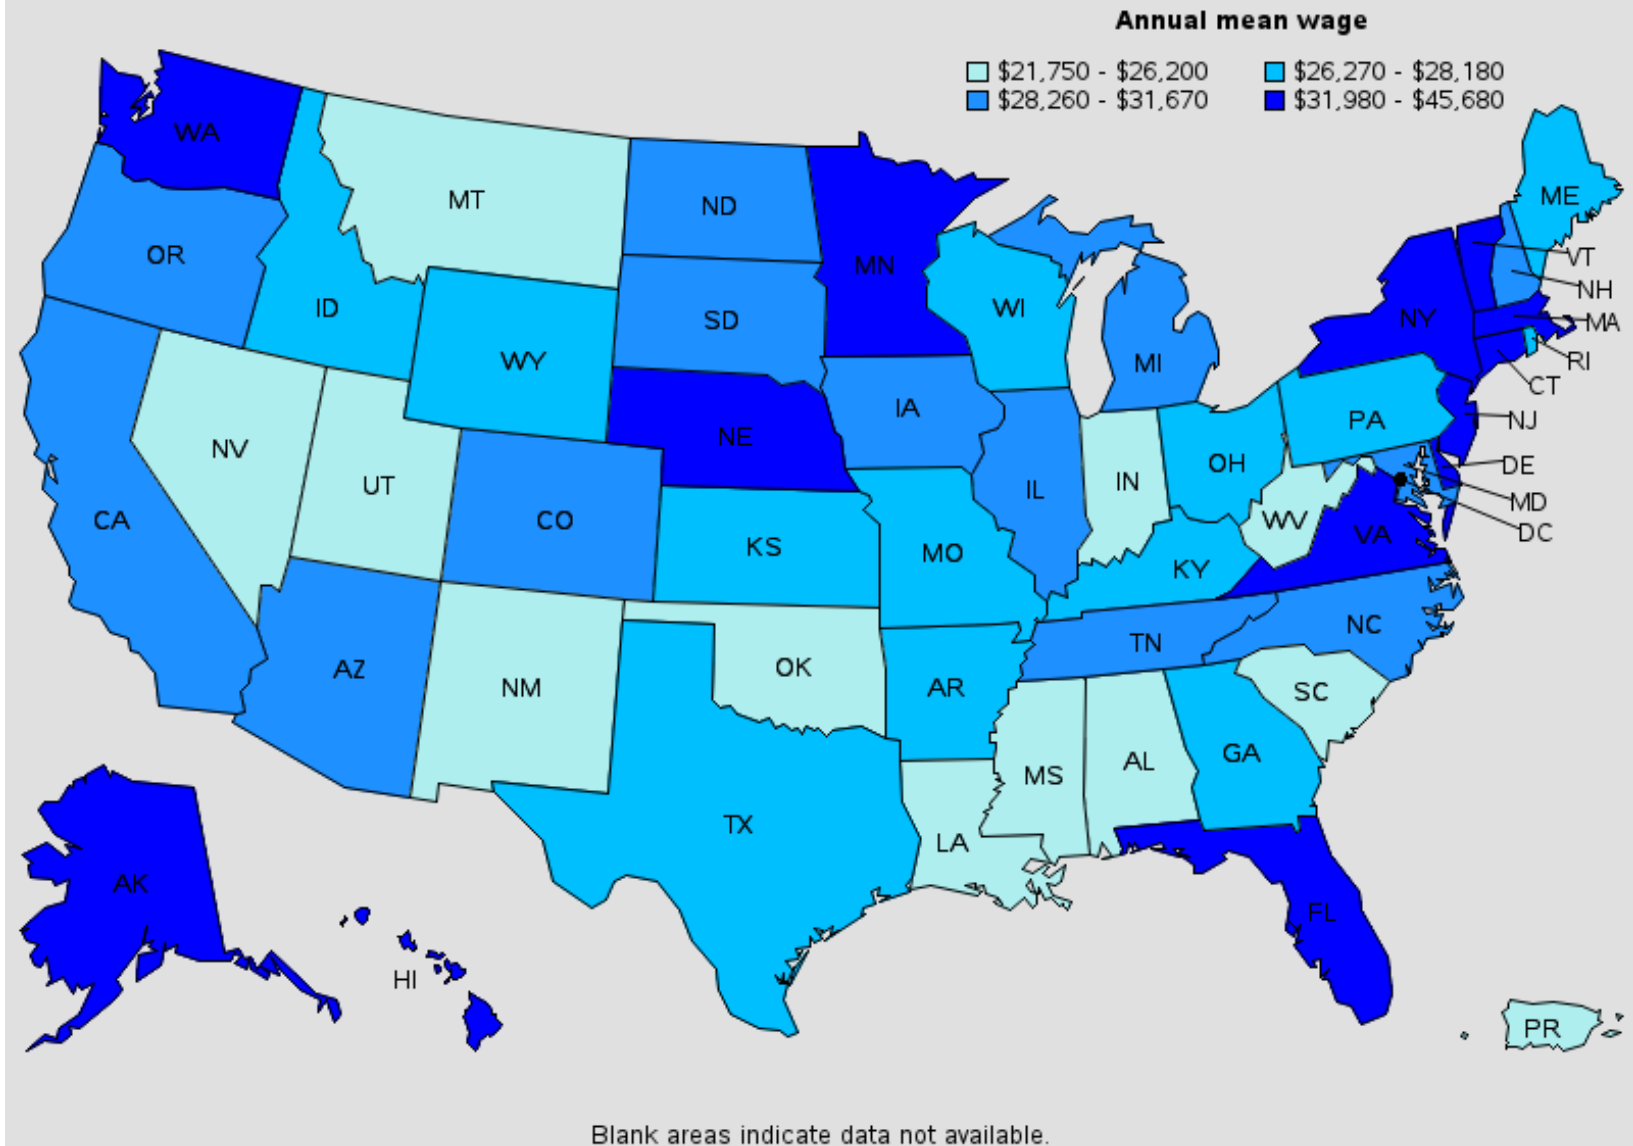 Annual mean wage
$21,750 - $26,200
$26,270 - $28,180
$28,260 - $31,670
$31,980 - $45,680
WA
MT
ND
MN
ME
OR
ID
SD
WI
VT
NH
WY
MI
NY
MA
RI
CT
NE
IA
PA
NJ
NV
UT
CO
IL
IN
OH
DE
MD
DC
CA
KS
MO
WV
VA
KY
AZ
NM
OK
AR
TN
NC
SC
TX
LA
MS
AL
GA
FL
AK
HI
PR
Blank areas indicate data not available.